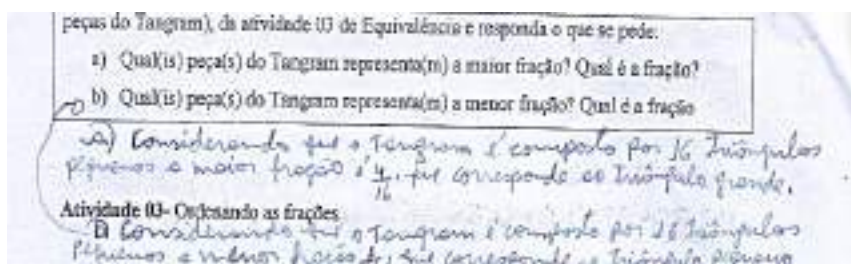 peças do Tangram), da atividade 03 de Equivalência e responda o que se pede:
a) Qual(is) peça(s) do Tangram representa(m) a maior fração? Qual é a fração?
b) Qual(is) peça(s) do Tangram representa(m) a menor fração? Qual é a fração
a) Considerando que o Tangram é composto por 16 Triângulos
Pequenos a maior fração é 4/16, que corresponde ao Triângulo grande.
Atividade 03- Ordenando as frações
b) Considerando que o Tangram é composto por 16 Triângulos
Pequenos a menor fração que corresponde Triângulo pequeno